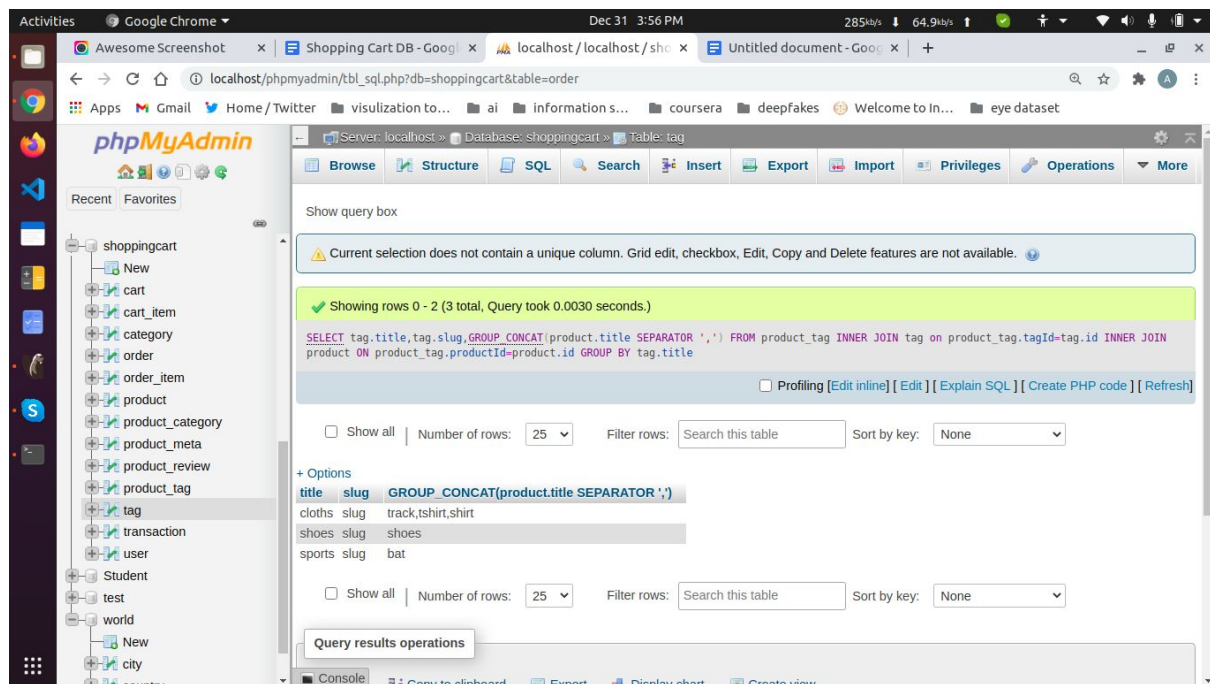 Activities Google Chrome Dec 31 3:56 PM 285kb/s 64.9kb/s
Awesome Screenshot Shopping Cart DB - Googl localhost / localhost / sho Untitled document - Goog
localhost/phpmyadmin/tbl_sql.php?db=shoppingcart&table=order A
Apps Gmail Home / Twitter visulization to... ai information s... coursera deepfakes Welcome to In... eye dataset
phpMyAdmin
Recent Favorites
shoppingcart
New
cart
cart_item
category
order
order_item
product
product_category
product_meta
product_review
product_tag
tag
transaction
user
Student
test
world
New
city
Server: localhost » Database: shoppingcart » Table: tag
Browse Structure SQL Search Insert Export Import Privileges Operations More
Show query box
Current selection does not contain a unique column. Grid edit, checkbox, Edit, Copy and Delete features are not available.
Showing rows 0 - 2 (3 total, Query took 0.0030 seconds.)
SELECT tag.title,tag.slug,GROUP_CONCAT(product.title SEPARATOR ',') FROM product_tag INNER JOIN tag on product_tag.tagId=tag.id INNER JOIN
product ON product_tag.productId=product.id GROUP BY tag.title
Profiling [Edit inline] [ Edit ] [ Explain SQL ] [ Create PHP code ] [ Refresh]
Show all | Number of rows: 25 Filter rows: Search this table Sort by key: None
+ Options
title slug GROUP_CONCAT(product.title SEPARATOR ',')
cloths slug track,tshirt,shirt
shoes slug shoes
sports slug bat
Show all | Number of rows: 25 Filter rows: Search this table Sort by key: None
Query results operations
Console Copy to clipboard Export Display chart Create view